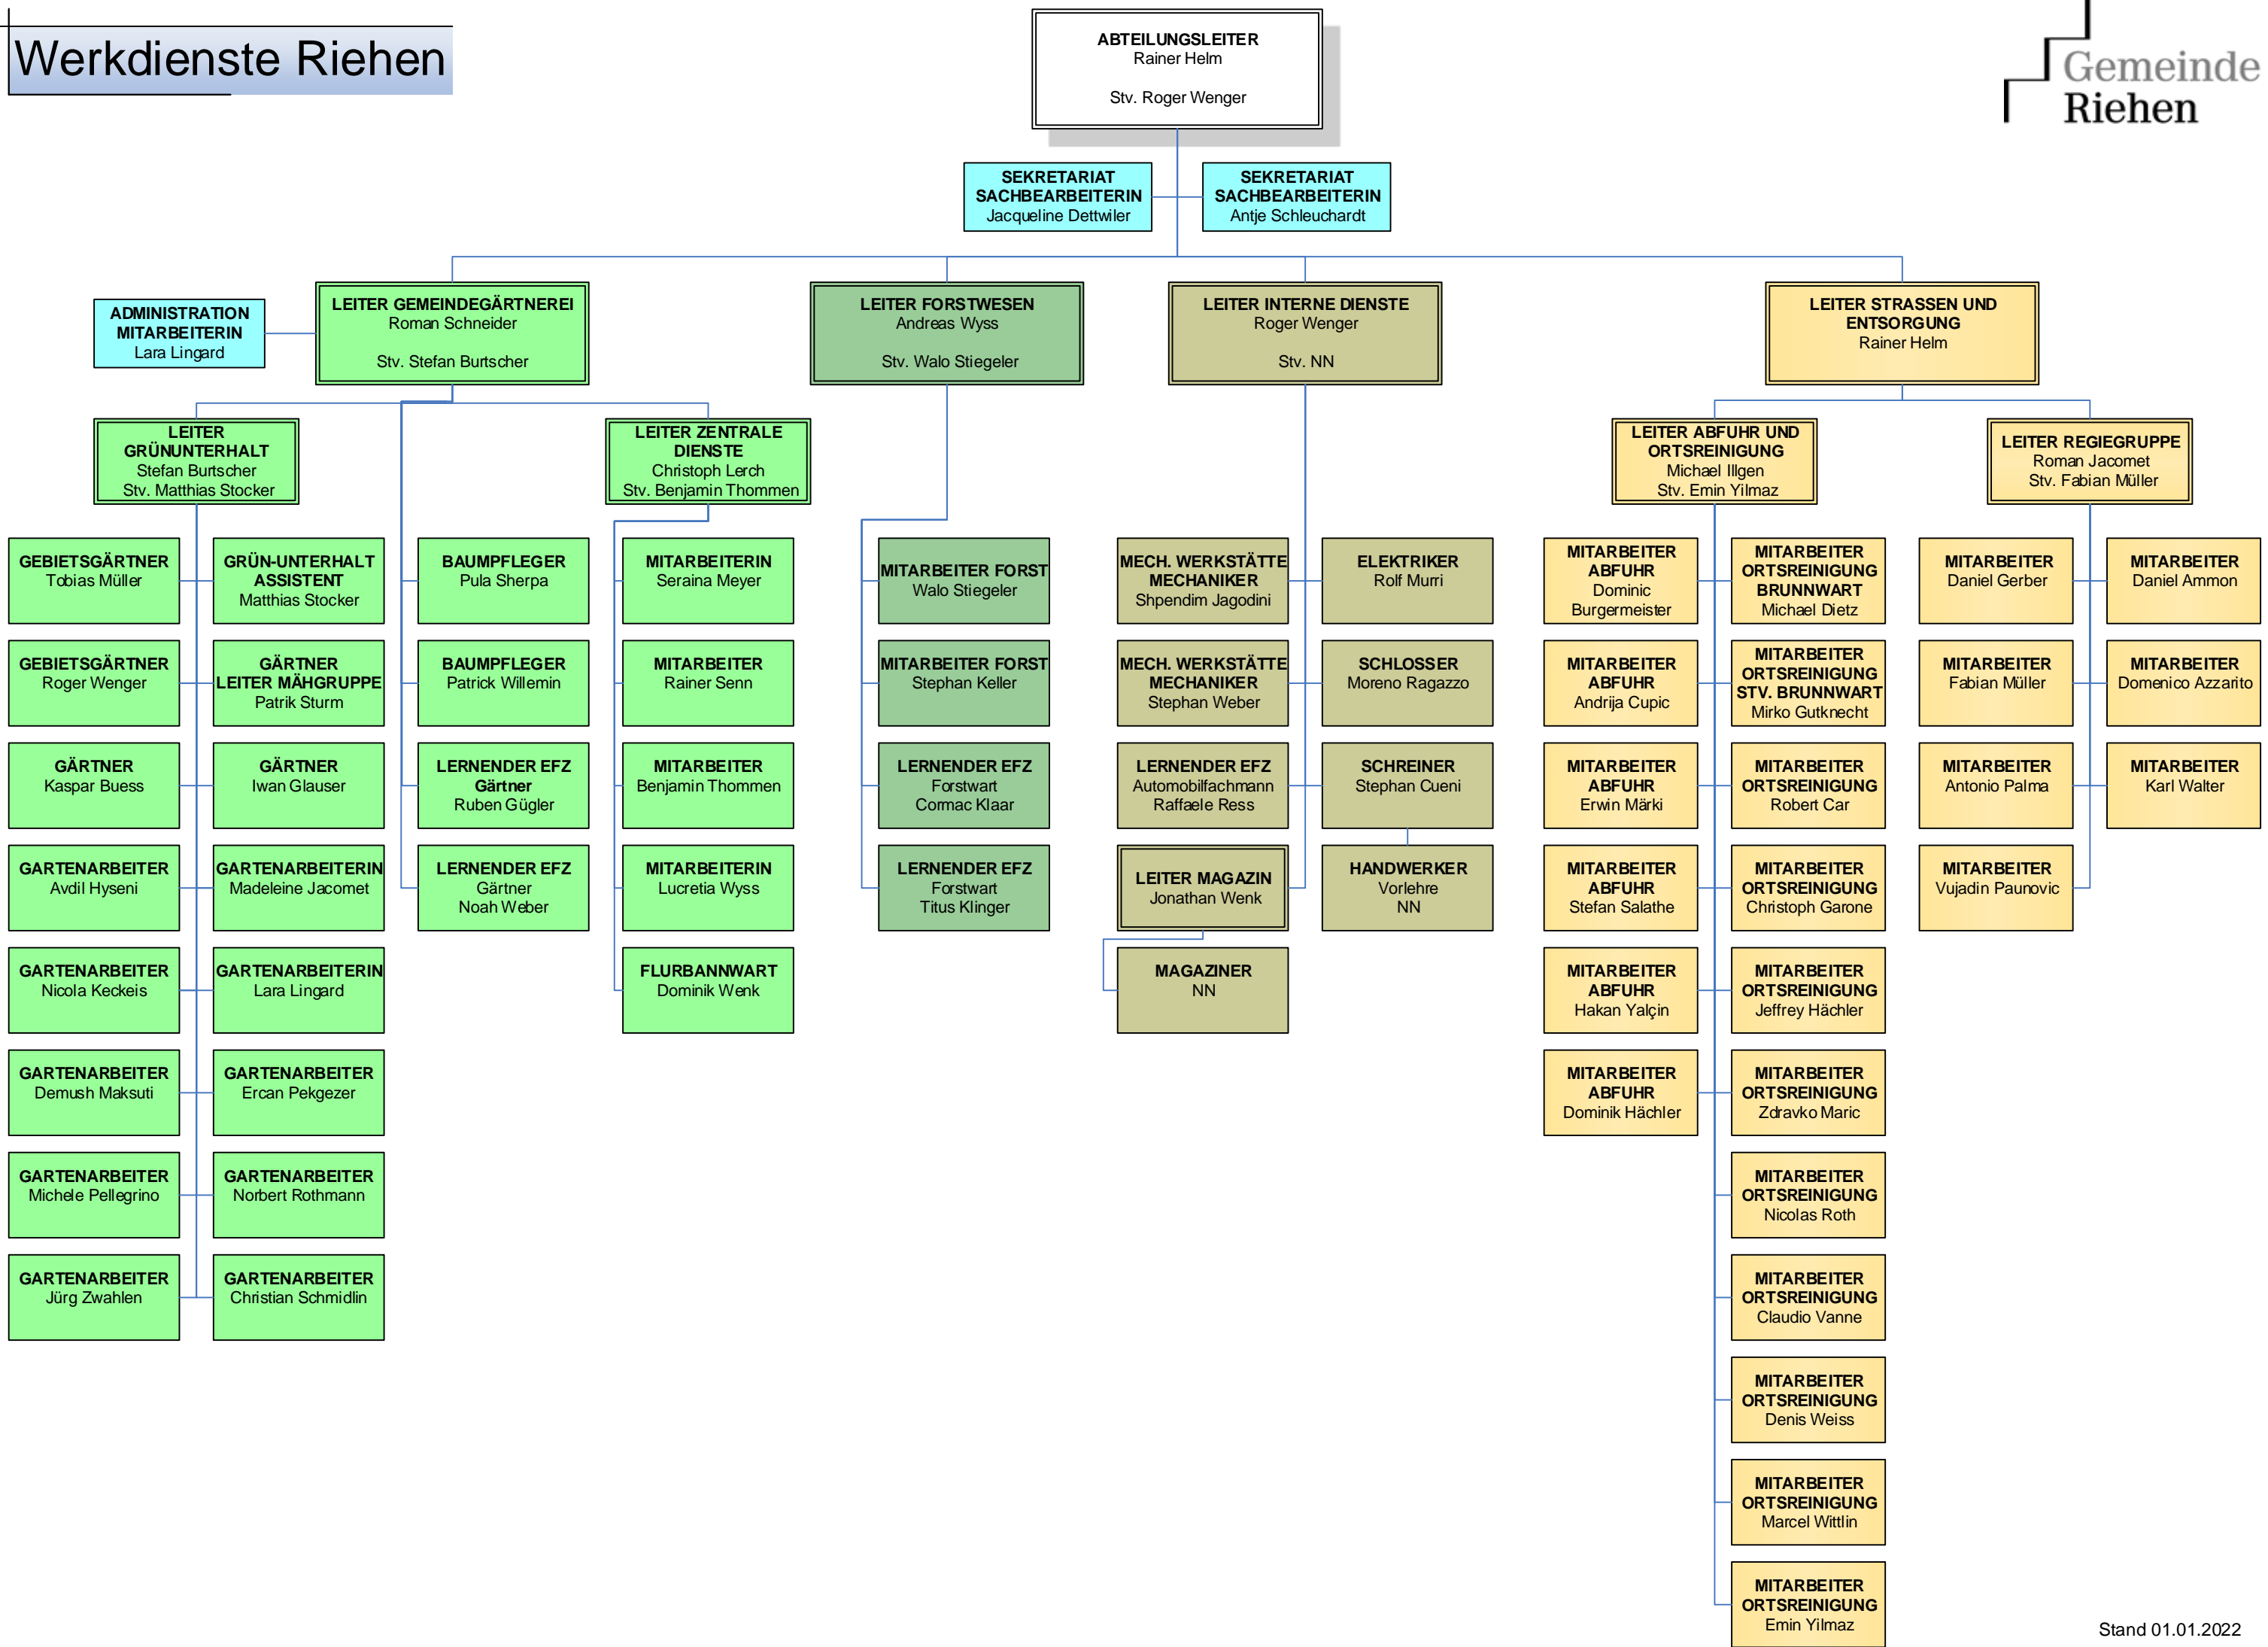 Werkdienste Riehen
Gemeinde
Riehen
ABTEILUNGSLEITER
Rainer Helm
Stv. Roger Wenger
SEKRETARIAT
SACHBEARBEITERIN
Jacqueline Dettwiler
SEKRETARIAT
SACHBEARBEITERIN
Antje Schleuchardt
ADMINISTRATION
MITARBEITERIN
Lara Lingard
LEITER GEMEINDEGÄRTNEREI
Roman Schneider
Stv. Stefan Burtscher
LEITER FORSTWESEN
Andreas Wyss
Stv. Walo Stiegeler
LEITER INTERNE DIENSTE
Roger Wenger
Stv. NN
LEITER STRASSEN UND
ENTSORGUNG
Rainer Helm
LEITER
GRÜNUNTERHALT
Stefan Burtscher
Stv. Matthias Stocker
LEITER ZENTRALE
DIENSTE
Christoph Lerch
Stv. Benjamin Thommen
LEITER ABFUHR UND
ORTSREINIGUNG
Michael Illgen
Stv. Emin Yilmaz
LEITER REGIEGRUPPE
Roman Jacomet
Stv. Fabian Müller
GEBIETSGÄRTNER
Tobias Müller
GRÜN-UNTERHALT
ASSISTENT
Matthias Stocker
BAUMPFLEGER
Pula Sherpa
MITARBEITERIN
Seraina Meyer
MITARBEITER FORST
Walo Stiegeler
MECH. WERKSTÄTTE
MECHANIKER
Shpendim Jagodini
ELEKTRIKER
Rolf Murri
MITARBEITER
ABFUHR
Dominic
Burgermeister
MITARBEITER
ORTSREINIGUNG
BRUNNWART
Michael Dietz
MITARBEITER
Daniel Gerber
MITARBEITER
Daniel Ammon
GEBIETSGÄRTNER
Roger Wenger
GÄRTNER
LEITER MÄHGRUPPE
Patrik Sturm
BAUMPFLEGER
Patrick Willemin
MITARBEITER
Rainer Senn
MITARBEITER FORST
Stephan Keller
MECH. WERKSTÄTTE
MECHANIKER
Stephan Weber
SCHLOSSER
Moreno Ragazzo
MITARBEITER
ABFUHR
Andrija Cupic
MITARBEITER
ORTSREINIGUNG
STV. BRUNNWART
Mirko Gutknecht
MITARBEITER
Fabian Müller
MITARBEITER
Domenico Azzarito
GÄRTNER
Kaspar Buess
GÄRTNER
Iwan Glauser
LERNENDER EFZ
Gärtner
Ruben Gügler
MITARBEITER
Benjamin Thommen
LERNENDER EFZ
Forstwart
Cormac Klaar
LERNENDER EFZ
Automobilfachmann
Raffaele Ress
SCHREINER
Stephan Cueni
MITARBEITER
ABFUHR
Erwin Märki
MITARBEITER
ORTSREINIGUNG
Robert Car
MITARBEITER
Antonio Palma
MITARBEITER
Karl Walter
GARTENARBEITER
Avdil Hyseni
GARTENARBEITERIN
Madeleine Jacomet
LERNENDER EFZ
Gärtner
Noah Weber
MITARBEITERIN
Lucretia Wyss
LERNENDER EFZ
Forstwart
Titus Klinger
LEITER MAGAZIN
Jonathan Wenk
HANDWERKER
Vorlehre
NN
MITARBEITER
ABFUHR
Stefan Salathe
MITARBEITER
ORTSREINIGUNG
Christoph Garone
MITARBEITER
Vujadin Paunovic
GARTENARBEITER
Nicola Keckeis
GARTENARBEITERIN
Lara Lingard
FLURBANNWART
Dominik Wenk
MAGAZINER
NN
MITARBEITER
ABFUHR
Hakan Yalçin
MITARBEITER
ORTSREINIGUNG
Jeffrey Hächler
GARTENARBEITER
Demush Maksuti
GARTENARBEITER
Ercan Pekgezer
MITARBEITER
ABFUHR
Dominik Hächler
MITARBEITER
ORTSREINIGUNG
Zdravko Maric
GARTENARBEITER
Michele Pellegrino
GARTENARBEITER
Norbert Rothmann
MITARBEITER
ORTSREINIGUNG
Nicolas Roth
GARTENARBEITER
Jürg Zwahlen
GARTENARBEITER
Christian Schmidlin
MITARBEITER
ORTSREINIGUNG
Claudio Vanne
MITARBEITER
ORTSREINIGUNG
Denis Weiss
MITARBEITER
ORTSREINIGUNG
Marcel Wittlin
MITARBEITER
ORTSREINIGUNG
Emin Yilmaz
Stand 01.01.2022